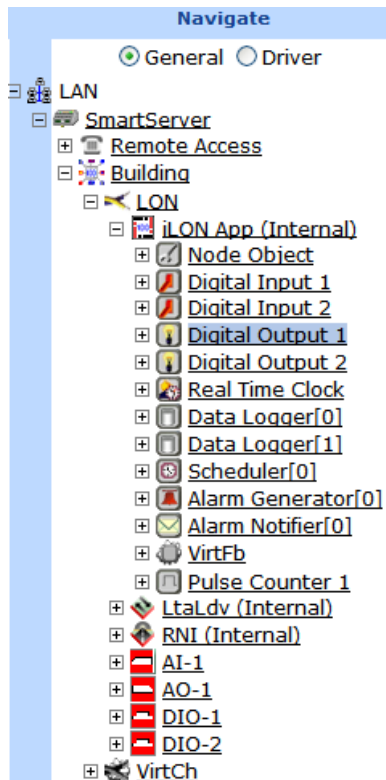 Navigate
General Driver
LAN
SmartServer
Remote Access
Building
LON
iLON App (Internal)
Node Object
Digital Input 1
Digital Input 2
Digital Output 1
Digital Output 2
Real Time Clock
Data Logger[0]
Data Logger[1]
Scheduler[0]
Alarm Generator[0]
Alarm Notifier[0]
VirtFb
Pulse Counter 1
LtaLdv (Internal)
RNI (Internal)
AI-1
AO-1
DIO-1
DIO-2
VirtCh